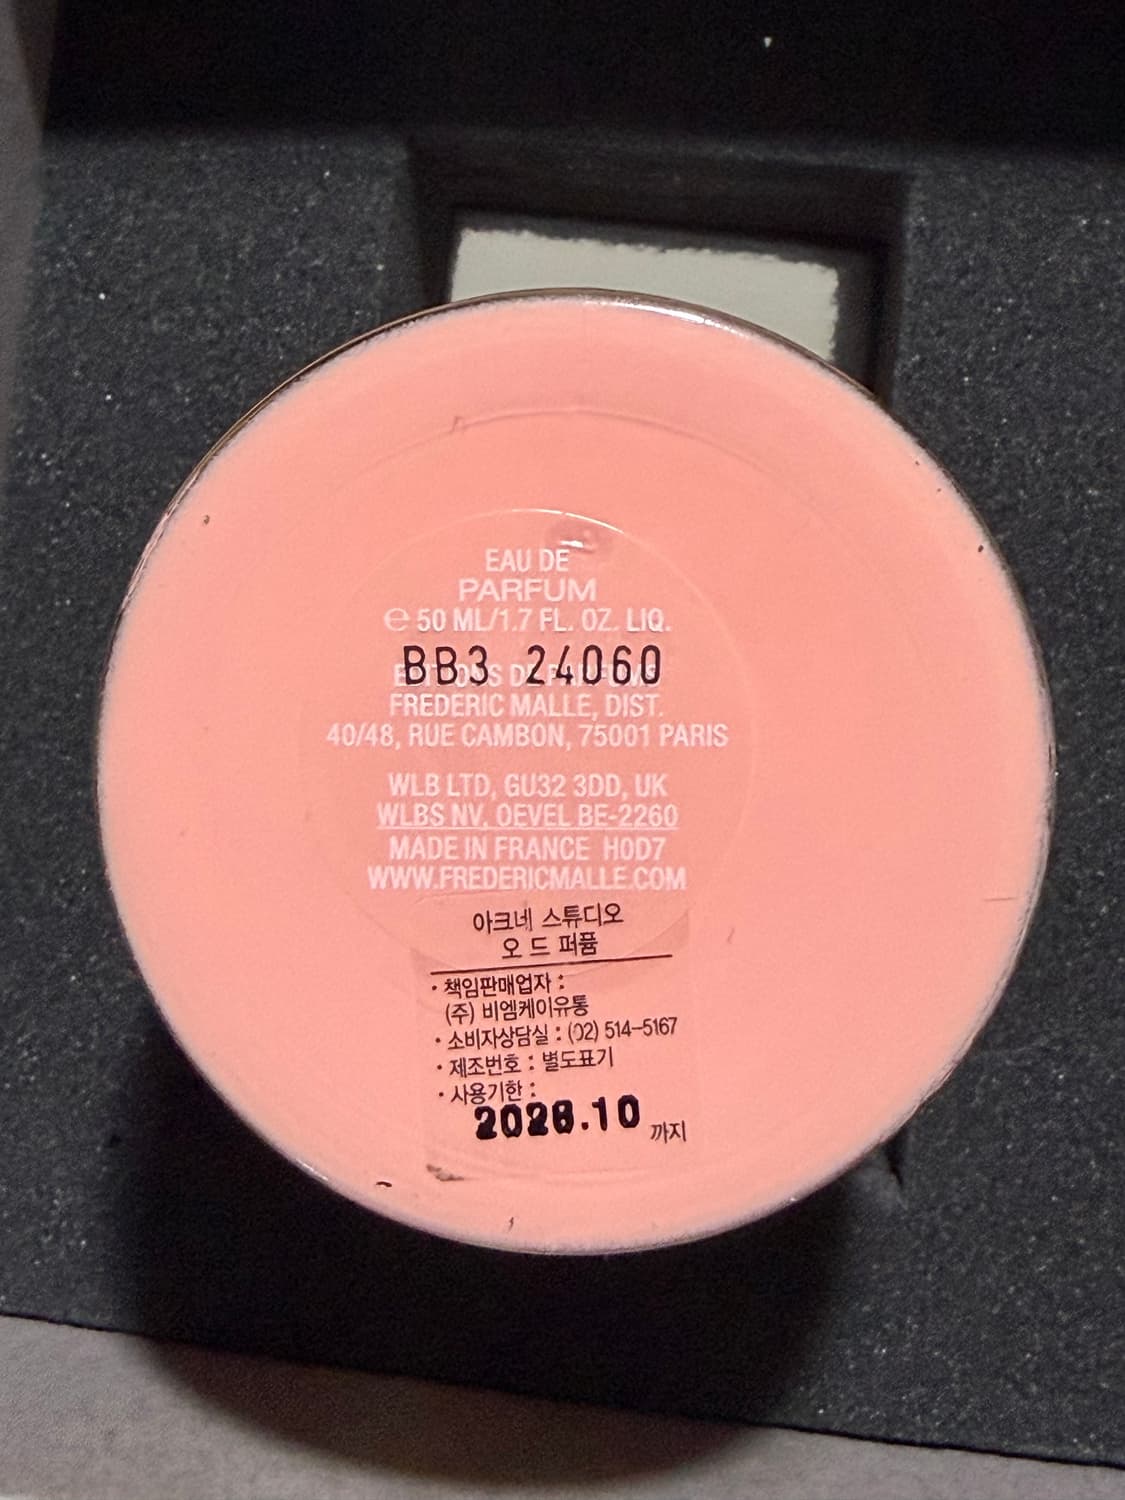 EAU DE
PARFUM
℮ 50 ML/1.7 FL. OZ. LIQ.
BB3 24060
EDITIONS DE PARFUMS
FREDERIC MALLE, DIST.
40/48, RUE CAMBON, 75001 PARIS
WLB LTD, GU32 3DD, UK
WLBS NV, OEVEL BE-2260
MADE IN FRANCE H0D7
WWW.FREDERICMALLE.COM
아크네 스튜디오
오 드 퍼퓸
· 책임판매업자 :
(주) 비엠케이유통
· 소비자상담실 : (02) 514-5167
· 제조번호 : 별도표기
· 사용기한 :
까지